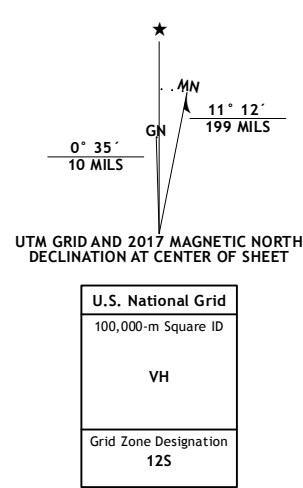 ★
MN
GN
11° 12´
199 MILS
0° 35´
10 MILS
UTM GRID AND 2017 MAGNETIC NORTH
DECLINATION AT CENTER OF SHEET
U.S. National Grid
100,000-m Square ID
VH
Grid Zone Designation
12S